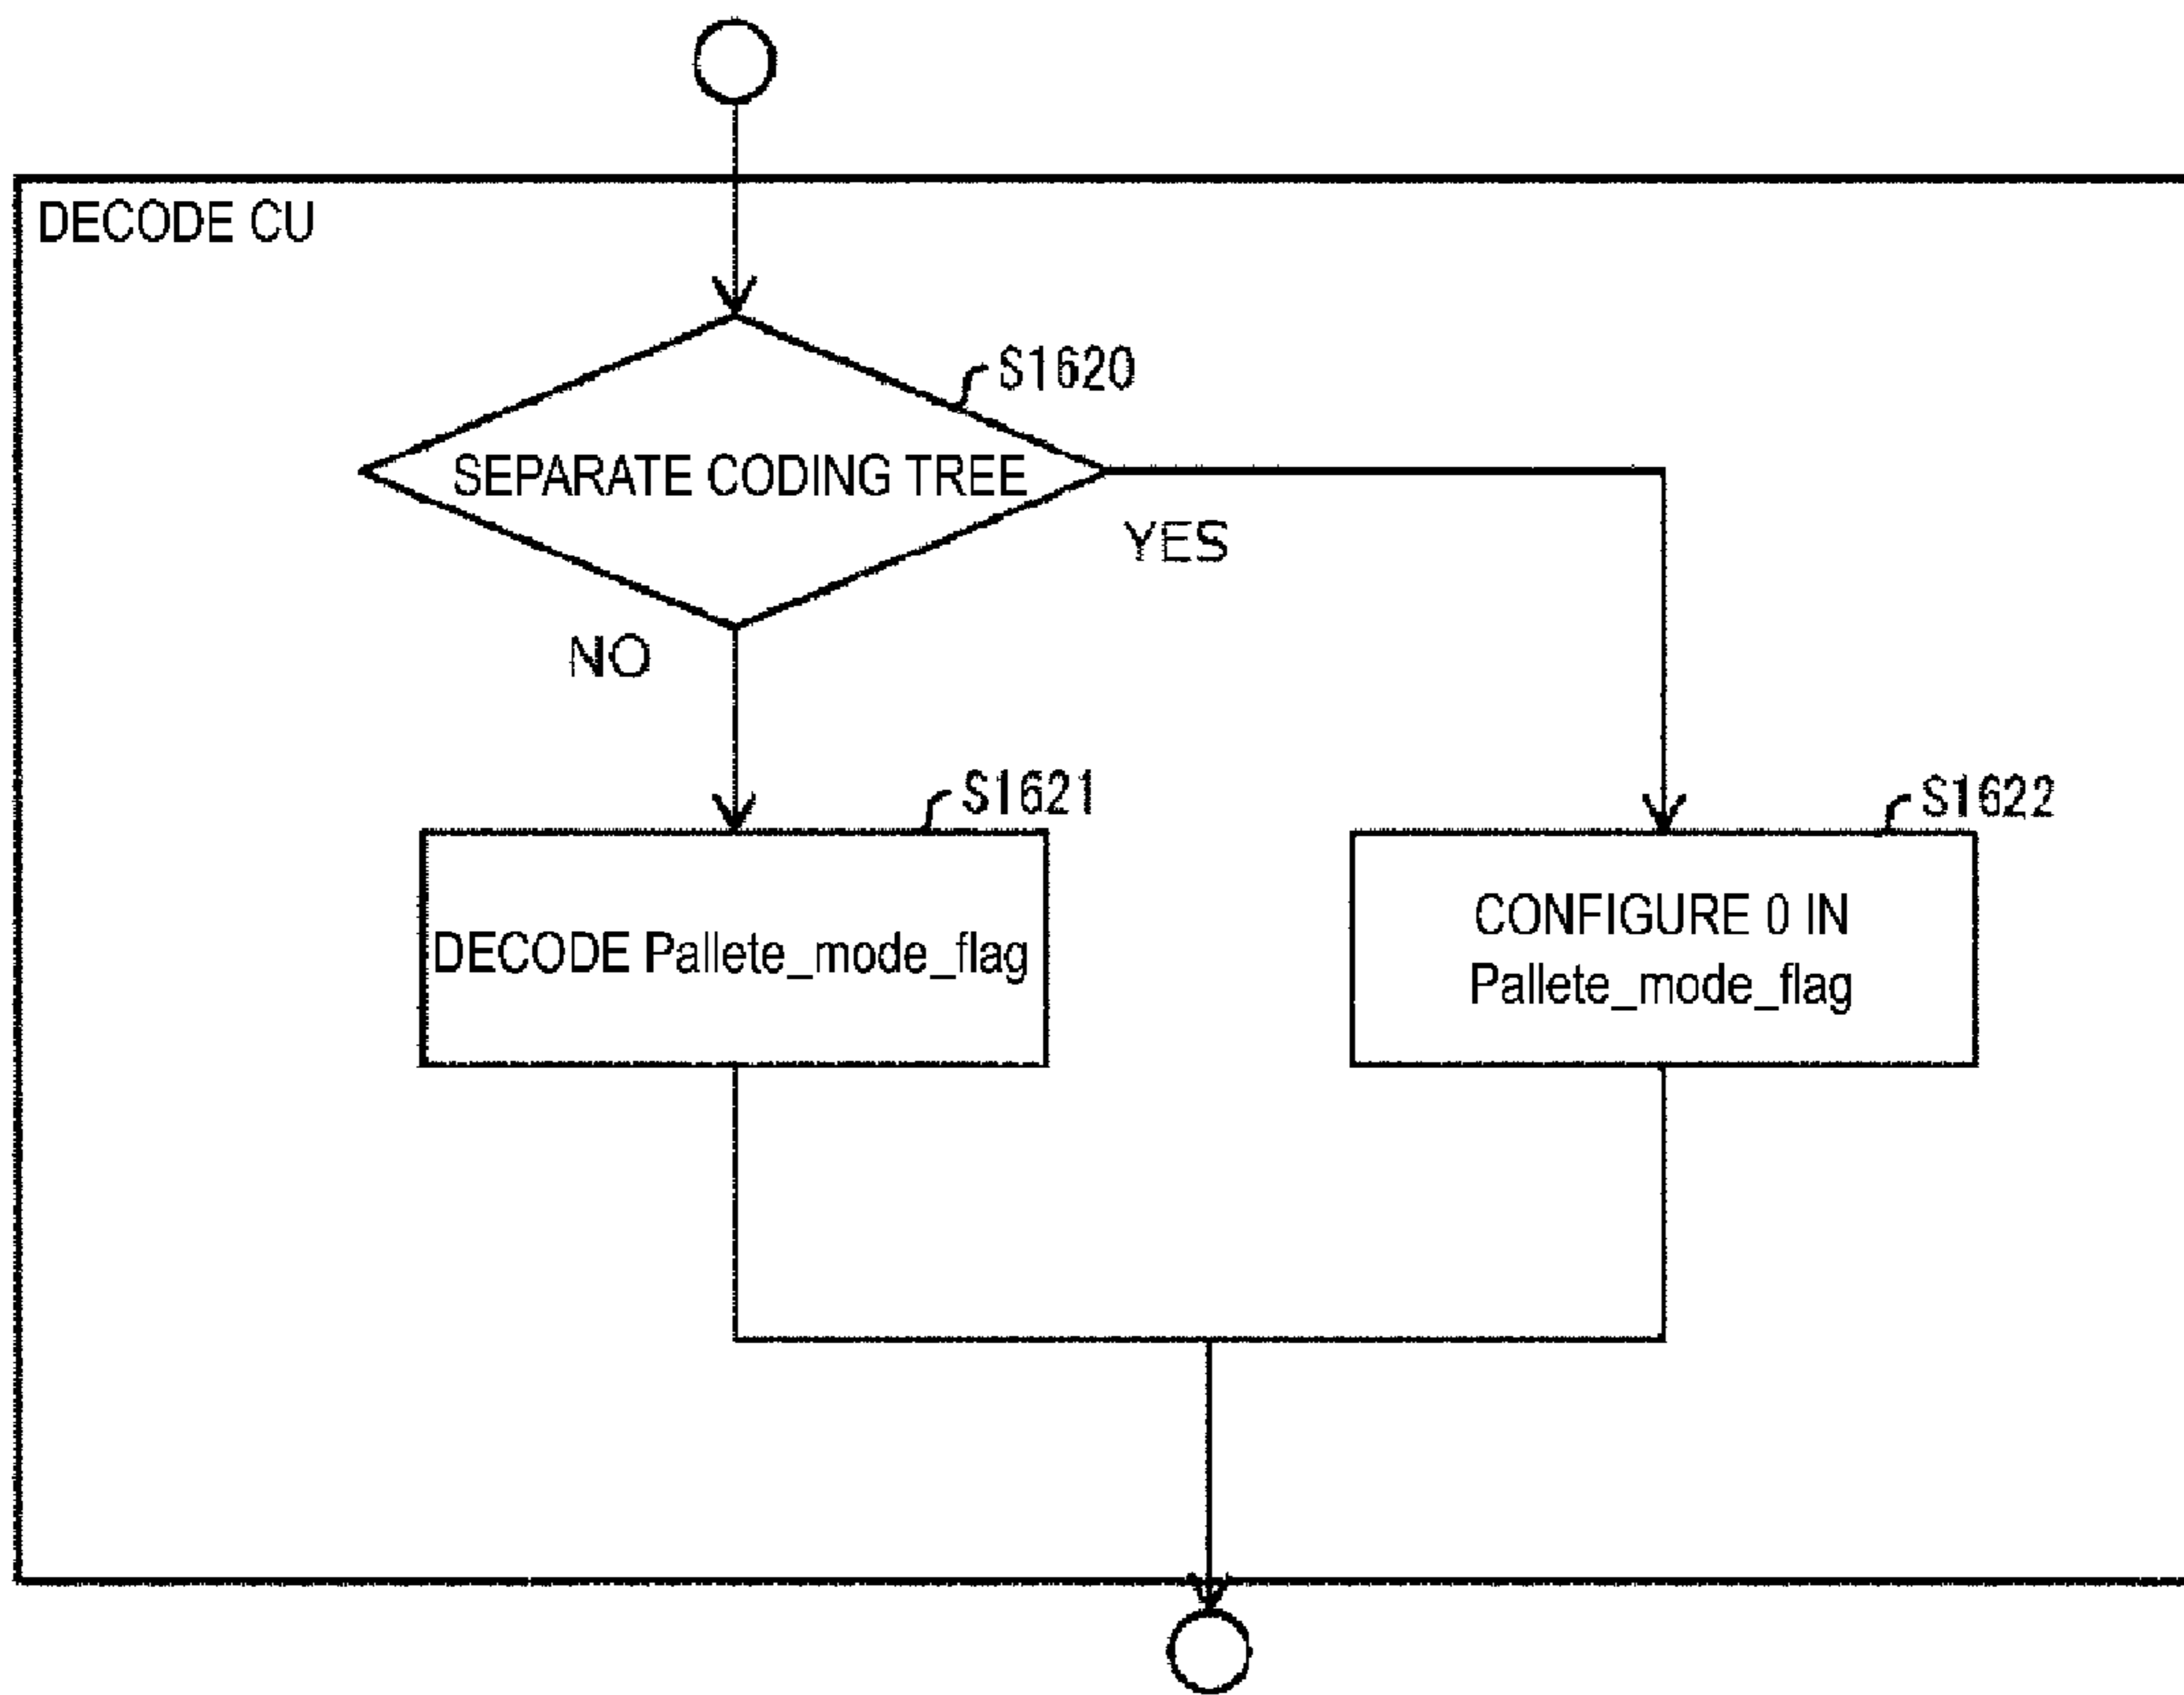 DECODE CU
S1620
SEPARATE CODING TREE
YES
NO
S1621
S1622
DECODE Pallete_mode_flag
CONFIGURE 0 IN
Pallete_mode_flag